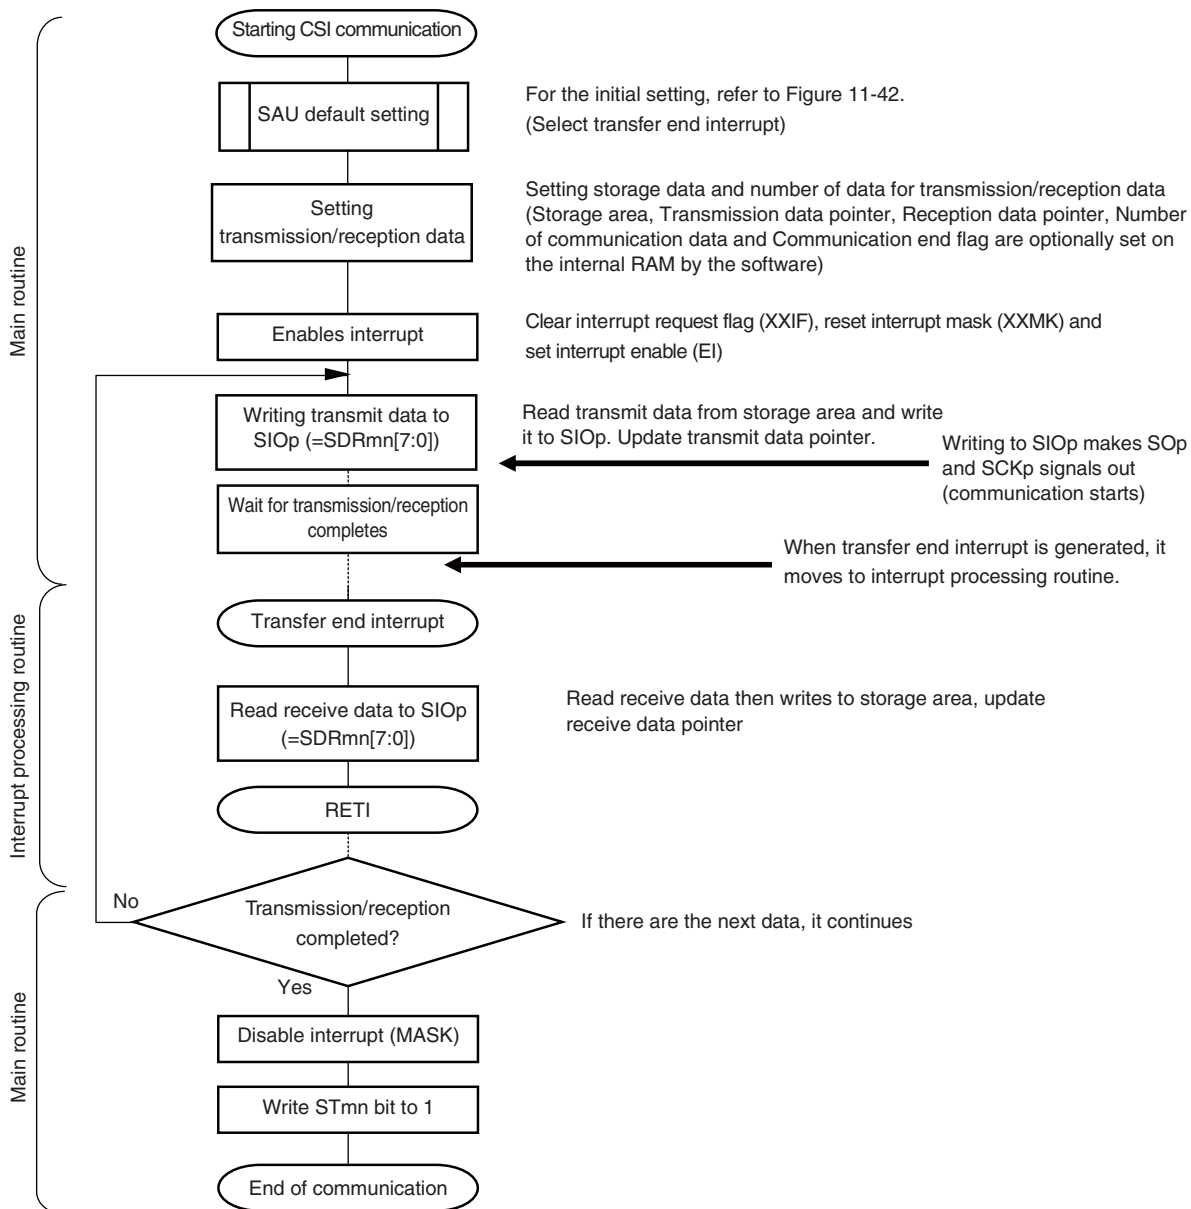 Starting CSI communication
SAU default setting
For the initial setting, refer to Figure 11-42.
(Select transfer end interrupt)
Setting
transmission/reception data
Setting storage data and number of data for transmission/reception data
(Storage area, Transmission data pointer, Reception data pointer, Number
of communication data and Communication end flag are optionally set on
the internal RAM by the software)
Main routine
Enables interrupt
Clear interrupt request flag (XXIF), reset interrupt mask (XXMK) and
set interrupt enable (EI)
Writing transmit data to
SIOp (=SDRmn[7:0])
Read transmit data from storage area and write
it to SIOp. Update transmit data pointer.
Writing to SIOp makes SOp
and SCKp signals out
(communication starts)
Wait for transmission/reception
completes
When transfer end interrupt is generated, it
moves to interrupt processing routine.
Transfer end interrupt
Interrupt processing routine
Read receive data to SIOp
(=SDRmn[7:0])
Read receive data then writes to storage area, update
receive data pointer
RETI
No
Transmission/reception
completed?
If there are the next data, it continues
Yes
Main routine
Disable interrupt (MASK)
Write STmn bit to 1
End of communication